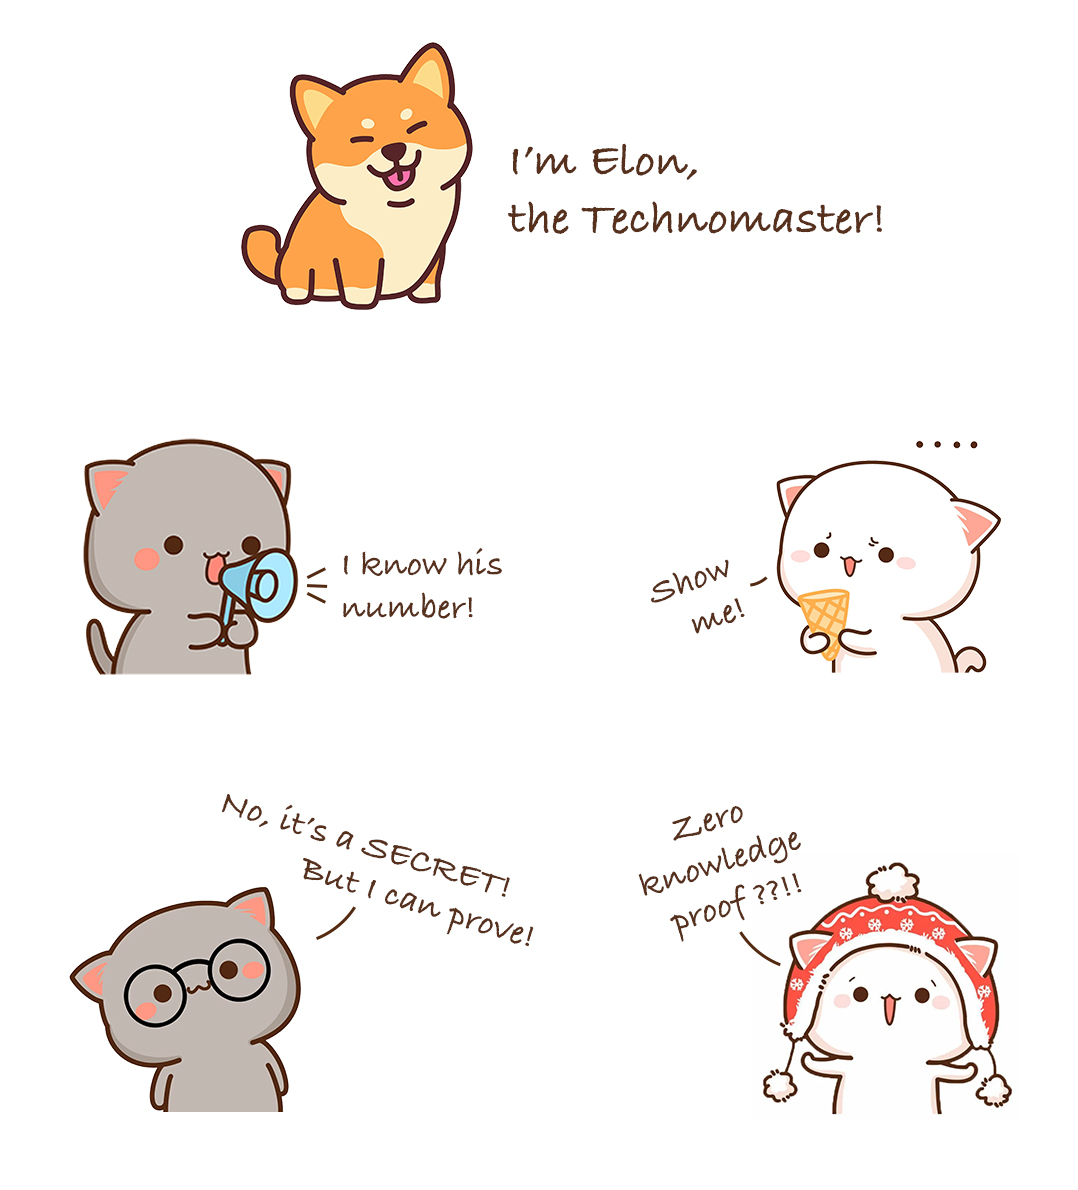 I'm Elon,
the Technomaster!
I know his
number!
Show
me!
No, it's a SECRET!
But I can prove!
Zero
knowledge
proof??!!